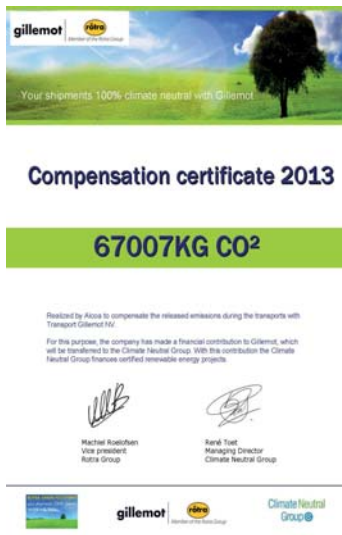 gillemot rotra
Member of the Rotra Group
Your shipments 100% climate neutral with Gillemot
Compensation certificate 2013
67007KG CO²
Realized by Alcoa to compensate the released emissions during the transports with
Transport Gillemot NV.
For this purpose, the company has made a financial contribution to Gillemot, which
will be transferred to the Climate Neutral Group. With this contribution the Climate
Neutral Group finances certified renewable energy projects.
Machiel Roelofsen René Toet
Vice president Managing Director
Rotra Group Climate Neutral Group
gillemot rotra
Member of the Rotra Group
Climate Neutral
Group